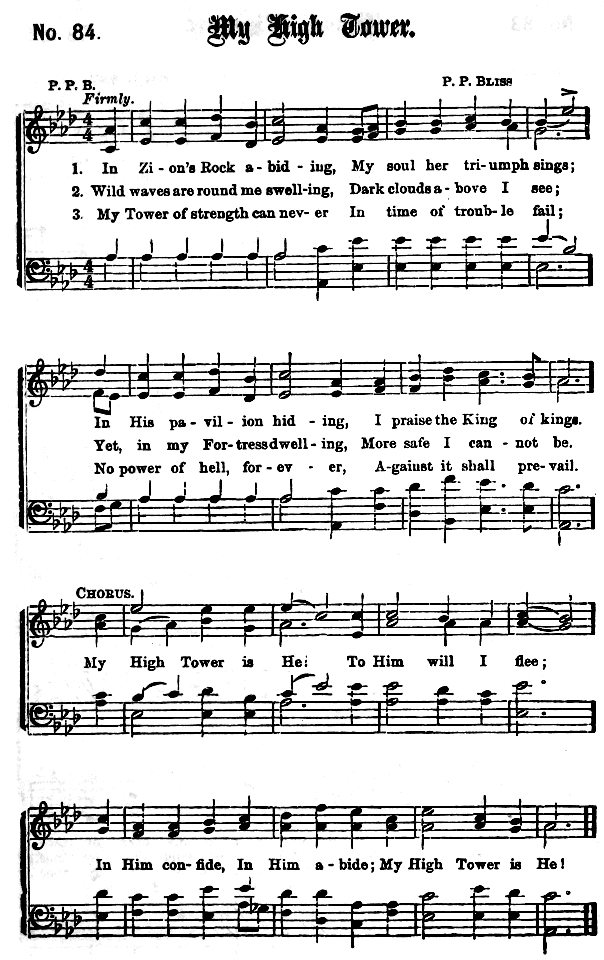 No. 84.
My High Tower.
P. P. B.
P. P. BLISS
Firmly.
1. In Zi - on's Rock a - bid - ing, My soul her tri - umph sings;
2. Wild waves are round me swell-ing, Dark clouds a - bove I see;
3. My Tower of strength can nev - er In time of troub - le fail;
In His pa - vil - ion hid - ing, I praise the King of kings.
Yet, in my For - tress dwell - ing, More safe I can - not be.
No power of hell, for - ev - er, A - gainst it shall pre - vail.
CHORUS.
My High Tower is He! To Him will I flee;
In Him con - fide, In Him a - bide; My High Tower is He!